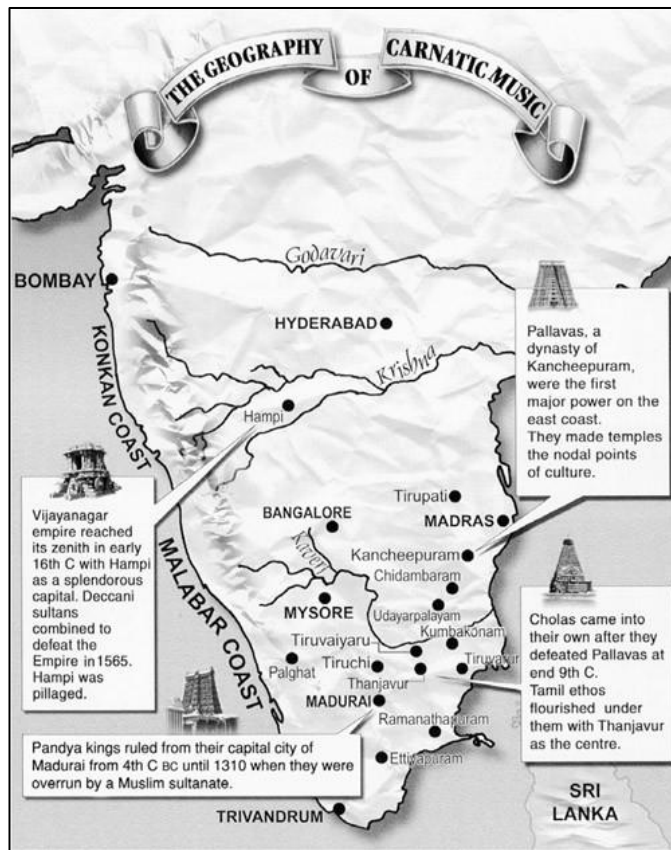 THE GEOGRAPHY
OF
CARNATIC MUSIC
Godavari
BOMBAY
HYDERABAD
KONKAN COAST
Krishna
Hampi
Pallavas, a
dynasty of
Kancheepuram,
were the first
major power on the
east coast.
They made temples
the nodal points
of culture.
Vijayanagar
empire reached
its zenith in early
16th C with Hampi
as a splendorous
capital. Deccani
sultans
combined to
defeat the
Empire in 1565.
Hampi was
pillaged.
Tirupati
BANGALORE
MADRAS
Kaveri
Kancheepuram
Chidambaram
MALABAR COAST
MYSORE
Udayarpalayam
Kumbakonam
Tiruvaiyaru
Palghat
Tiruchi
Tiruvarur
Thanjavur
MADURAI
Cholas came into
their own after they
defeated Pallavas at
end 9th C.
Tamil ethos
flourished under
them with Thanjavur
as the centre.
Ramanathapuram
Pandya kings ruled from their capital city of
Madurai from 4th C BC until 1310 when they were
overrun by a Muslim sultanate.
Ettiyapuram
TRIVANDRUM
SRI
LANKA